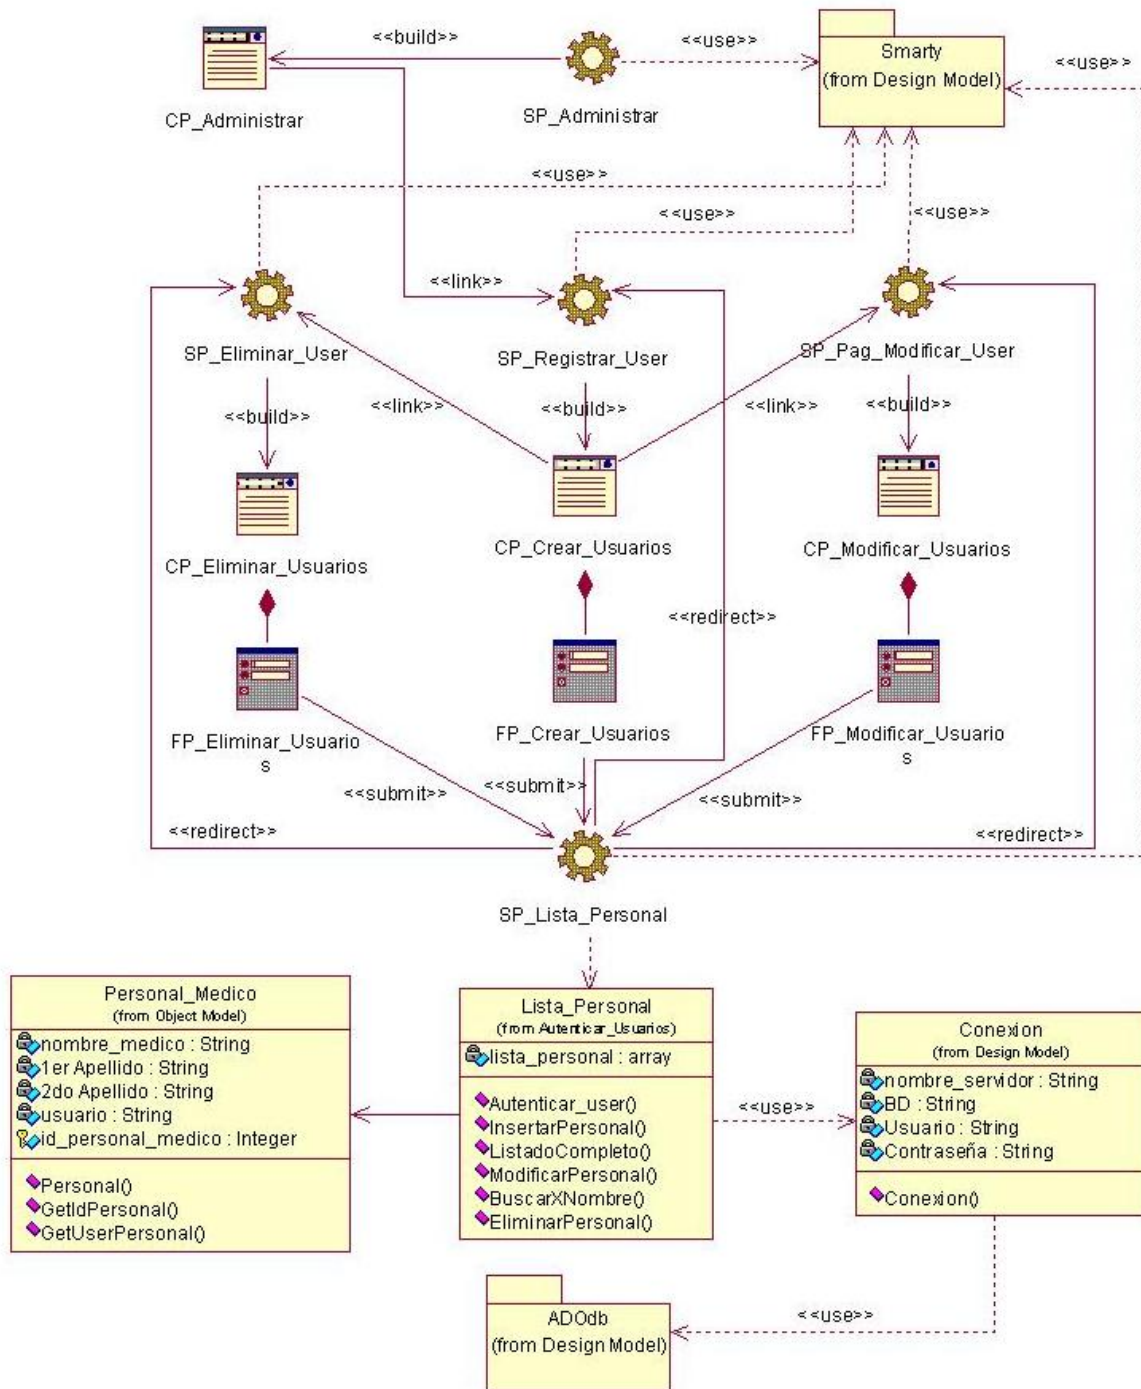 <<build>>
<<use>>
Smarty
(from Design Model)
<<use>>
CP_Administrar
SP_Administrar
<<use>>
<<use>>
<<use>>
<<link>>
SP_Eliminar_User
SP_Registrar_User
SP_Pag_Modificar_User
<<build>>
<<link>>
<<build>>
<<link>>
<<build>>
CP_Eliminar_Usuarios
CP_Crear_Usuarios
CP_Modificar_Usuarios
<<redirect>>
FP_Eliminar_Usuario
s
FP_Crear_Usuarios
FP_Modificar_Usuario
s
<<submit>>
<<submit>>
<<submit>>
<<redirect>>
<<redirect>>
SP_Lista_Personal
Personal_Medico
(from Object Model)
nombre_medico : String
1er Apellido : String
2do Apellido : String
usuario : String
id_personal_medico : Integer
Personal()
GetIdPersonal()
GetUserPersonal()
Lista_Personal
(from Autenticar_Usuarios)
lista_personal : array
Autenticar_user()
InsertarPersonal()
ListadoCompleto()
ModificarPersonal()
BuscarXNombre()
EliminarPersonal()
<<use>>
Conexion
(from Design Model)
nombre_servidor : String
BD : String
Usuario : String
Contraseña : String
Conexion()
<<use>>
ADOdb
(from Design Model)